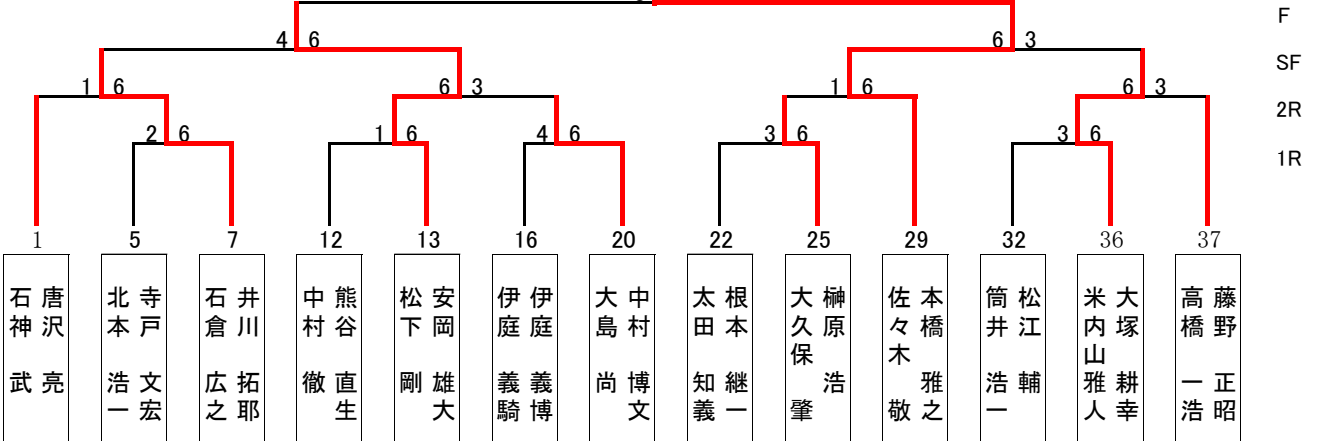 F
4 6 6 3
SF
1 6 6 3 1 6 6 3
2R
2 6 1 6 4 6 3 6 3 6
1R
1 5 7 12 13 16 20 22 25 29 32 36 37
唐沢 亮
石神 武
寺戸 文宏
北本 浩一
井川 拓耶
石倉 広之
熊谷 直生
中村 徹
安岡 雄大
松下 剛
伊庭 義博
伊庭 義騎
中村 博文
大島 尚
根本 継一
太田 知義
榊原 浩
大久保 肇
本橋 雅之
佐々木 敬
松江 輔
筒井 浩一
大塚 耕幸
米内山 雅人
藤野 正昭
高橋 一浩